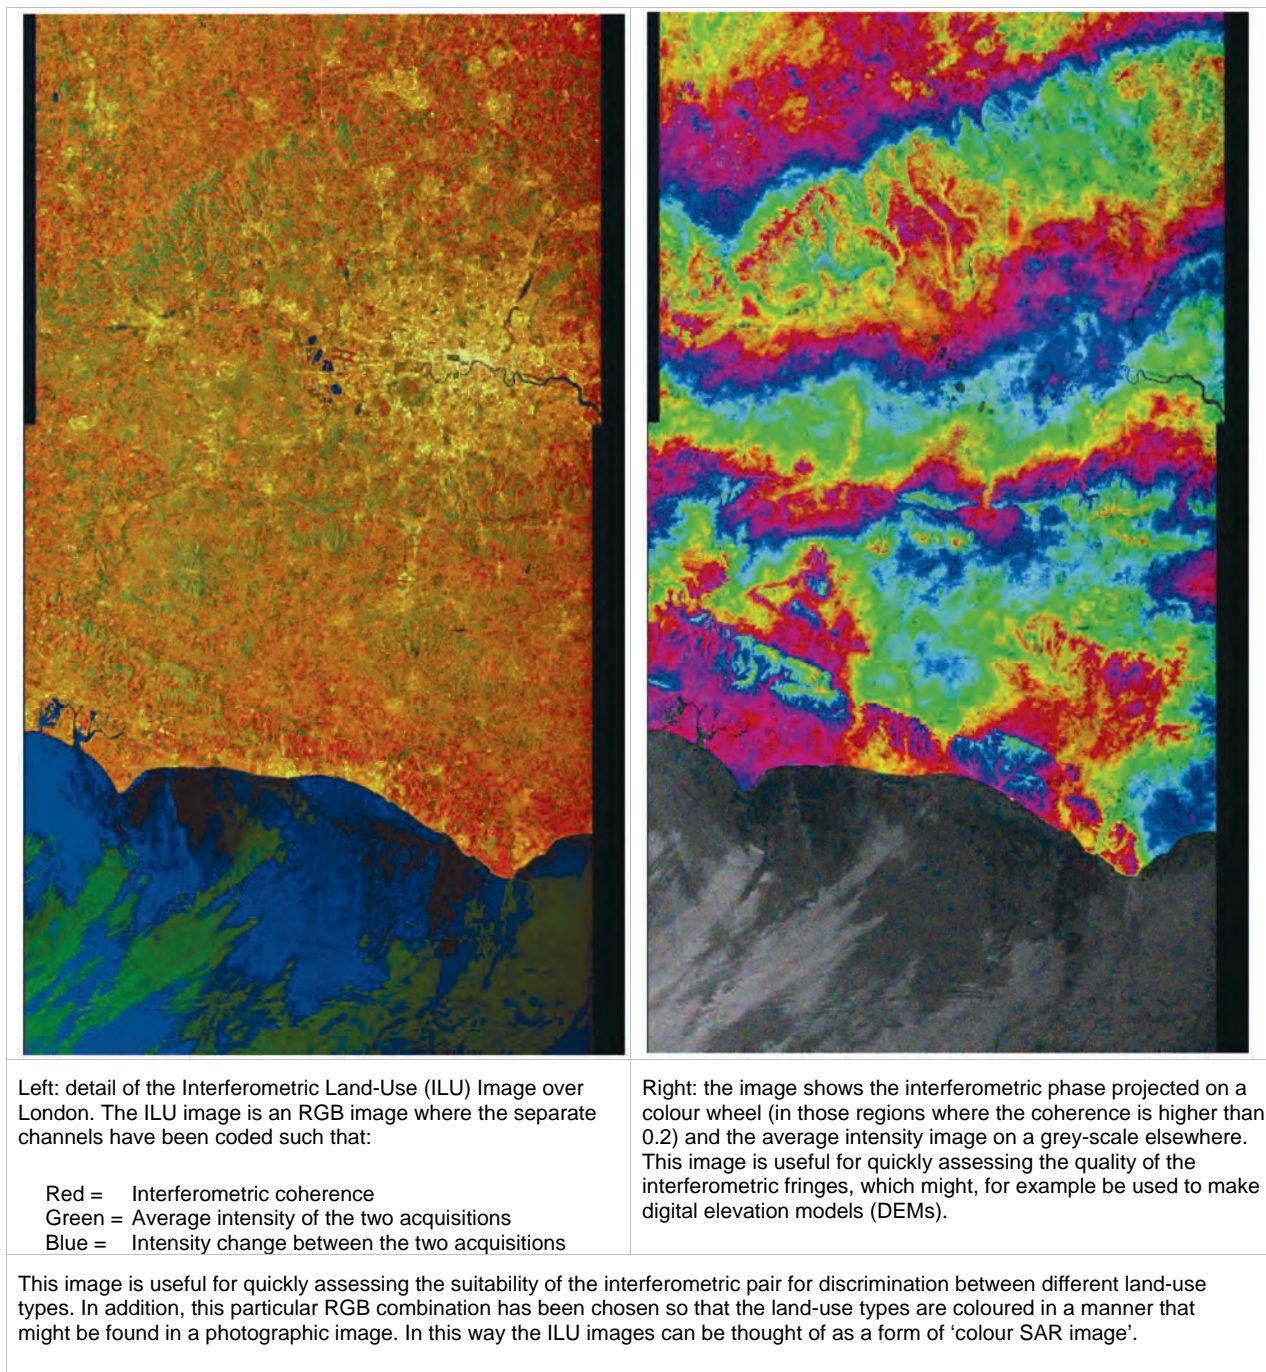 Left: detail of the Interferometric Land-Use (ILU) Image over
London. The ILU image is an RGB image where the separate
channels have been coded such that:
Red = Interferometric coherence
Green = Average intensity of the two acquisitions
Blue = Intensity change between the two acquisitions
Right: the image shows the interferometric phase projected on a
colour wheel (in those regions where the coherence is higher than
0.2) and the average intensity image on a grey-scale elsewhere.
This image is useful for quickly assessing the quality of the
interferometric fringes, which might, for example be used to make
digital elevation models (DEMs).
This image is useful for quickly assessing the suitability of the interferometric pair for discrimination between different land-use
types. In addition, this particular RGB combination has been chosen so that the land-use types are coloured in a manner that
might be found in a photographic image. In this way the ILU images can be thought of as a form of ‘colour SAR image’.